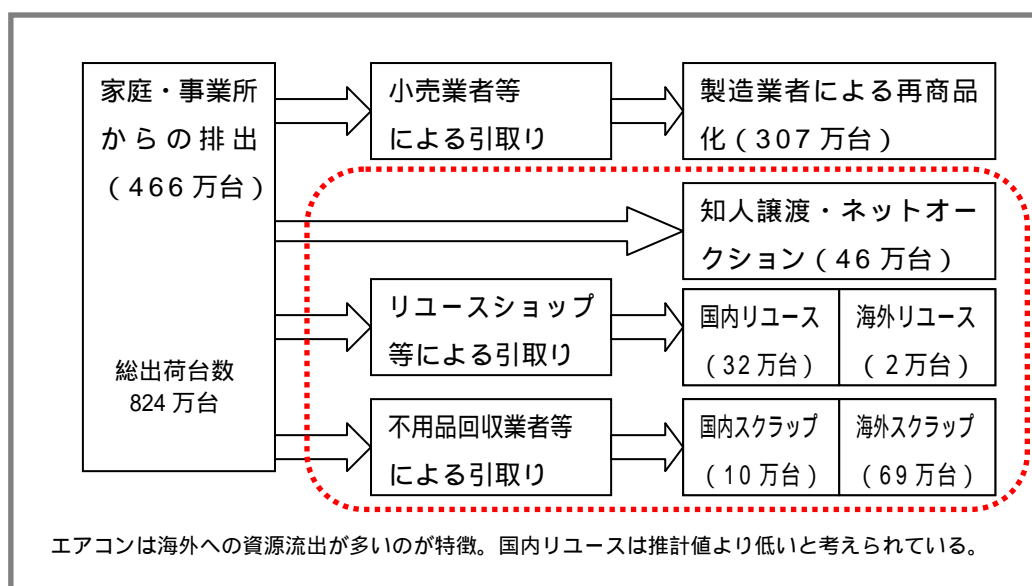 家庭・事業所
からの排出
(466万台)
総出荷台数
824万台
小売業者等
による引取り
製造業者による再商品
化(307万台)
知人譲渡・ネットオー
クション(46万台)
リユースショップ
等による引取り
国内リユース
(32万台)
海外リユース
(2万台)
不用品回収業者等
による引取り
国内スクラップ
(10万台)
海外スクラップ
(69万台)
エアコンは海外への資源流出が多いのが特徴。国内リユースは推計値より低いと考えられている。